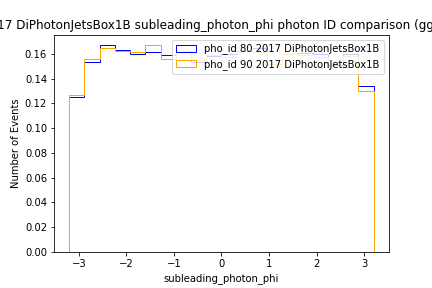 17 DiPhotonJetsBox1B subleading_photon_phi photon ID comparison (gg
pho_id 80 2017 DiPhotonJetsBox1B
pho_id 90 2017 DiPhotonJetsBox1B
Number of Events
0.16
0.14
0.12
0.10
0.08
0.06
0.04
0.02
0.00
−3 −2 −1 0 1 2 3
subleading_photon_phi